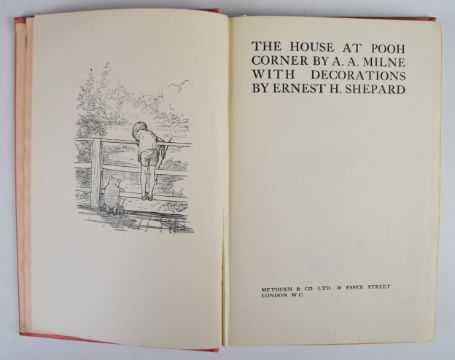 THE HOUSE AT POOH
CORNER BY A. A. MILNE
WITH DECORATIONS
BY ERNEST H. SHEPARD
METHUEN & CO. LTD. 36 ESSEX STREET
LONDON W.C.